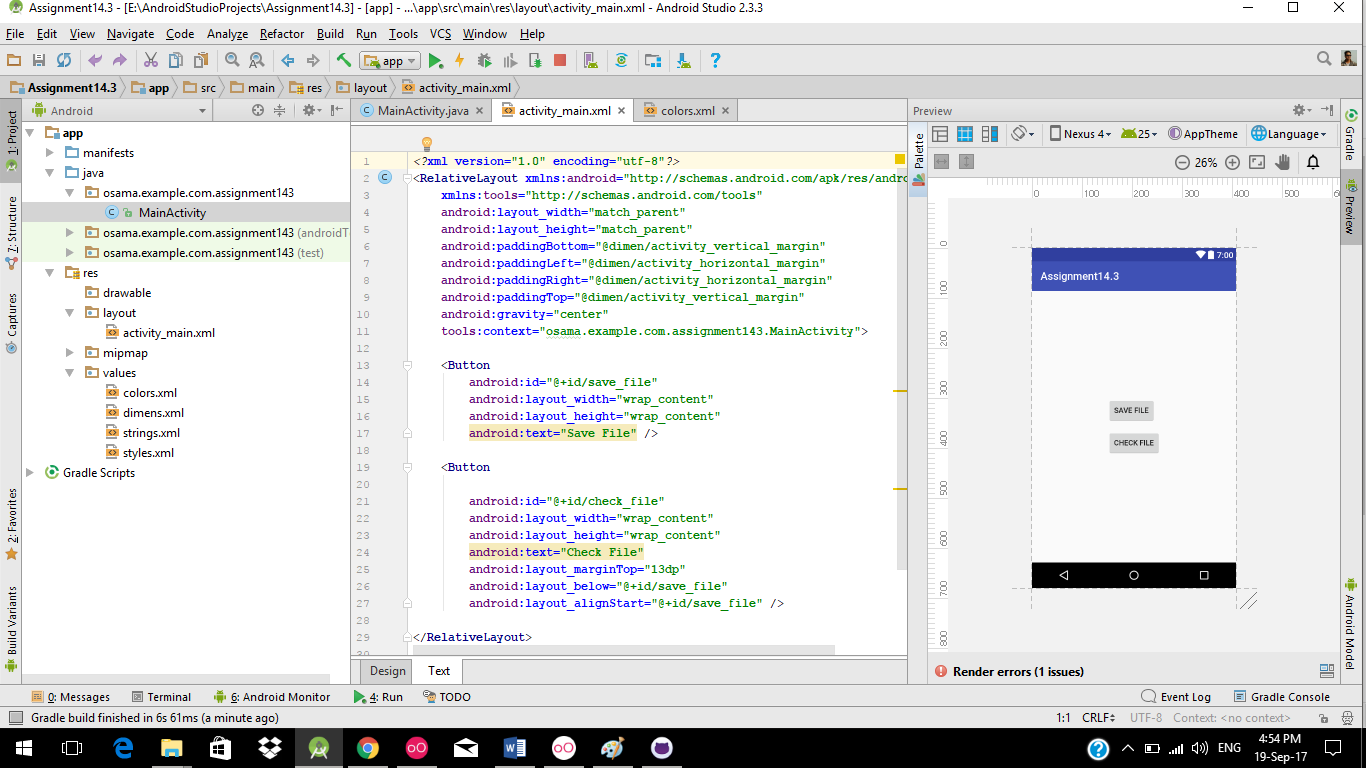 Assignment14.3 - [E:\AndroidStudioProjects\Assignment14.3] - [app] - ...\app\src\main\res\layout\activity_main.xml - Android Studio 2.3.3
File Edit View Navigate Code Analyze Refactor Build Run Tools VCS Window Help
app
Assignment14.3 app src main res layout activity_main.xml
Android
MainActivity.java activity_main.xml colors.xml
1: Project
7: Structure
Captures
2: Favorites
Build Variants
app
manifests
java
osama.example.com.assignment143
MainActivity
osama.example.com.assignment143 (androidT
osama.example.com.assignment143 (test)
res
drawable
layout
activity_main.xml
mipmap
values
colors.xml
dimens.xml
strings.xml
styles.xml
Gradle Scripts
1 <?xml version="1.0" encoding="utf-8"?>
2 <RelativeLayout xmlns:android="http://schemas.android.com/apk/res/andro
3 xmlns:tools="http://schemas.android.com/tools"
4 android:layout_width="match_parent"
5 android:layout_height="match_parent"
6 android:paddingBottom="@dimen/activity_vertical_margin"
7 android:paddingLeft="@dimen/activity_horizontal_margin"
8 android:paddingRight="@dimen/activity_horizontal_margin"
9 android:paddingTop="@dimen/activity_vertical_margin"
10 android:gravity="center"
11 tools:context="osama.example.com.assignment143.MainActivity">
12
13 <Button
14 android:id="@+id/save_file"
15 android:layout_width="wrap_content"
16 android:layout_height="wrap_content"
17 android:text="Save File" />
18
19 <Button
20
21 android:id="@+id/check_file"
22 android:layout_width="wrap_content"
23 android:layout_height="wrap_content"
24 android:text="Check File"
25 android:layout_marginTop="13dp"
26 android:layout_below="@+id/save_file"
27 android:layout_alignStart="@+id/save_file" />
28
29 </RelativeLayout>
30
Design Text
Preview
Palette
Nexus 4 25 AppTheme Language
26%
0 100 200 300 400 500 6
0
100
200
300
400
500
600
700
800
7:00
Assignment14.3
SAVE FILE
CHECK FILE
Render errors (1 issues)
Gradle
Preview
Android Model
0: Messages Terminal 6: Android Monitor 4: Run TODO Event Log Gradle Console
Gradle build finished in 6s 61ms (a minute ago) 1:1 CRLF UTF-8 Context: <no context>
ENG
4:54 PM
19-Sep-17